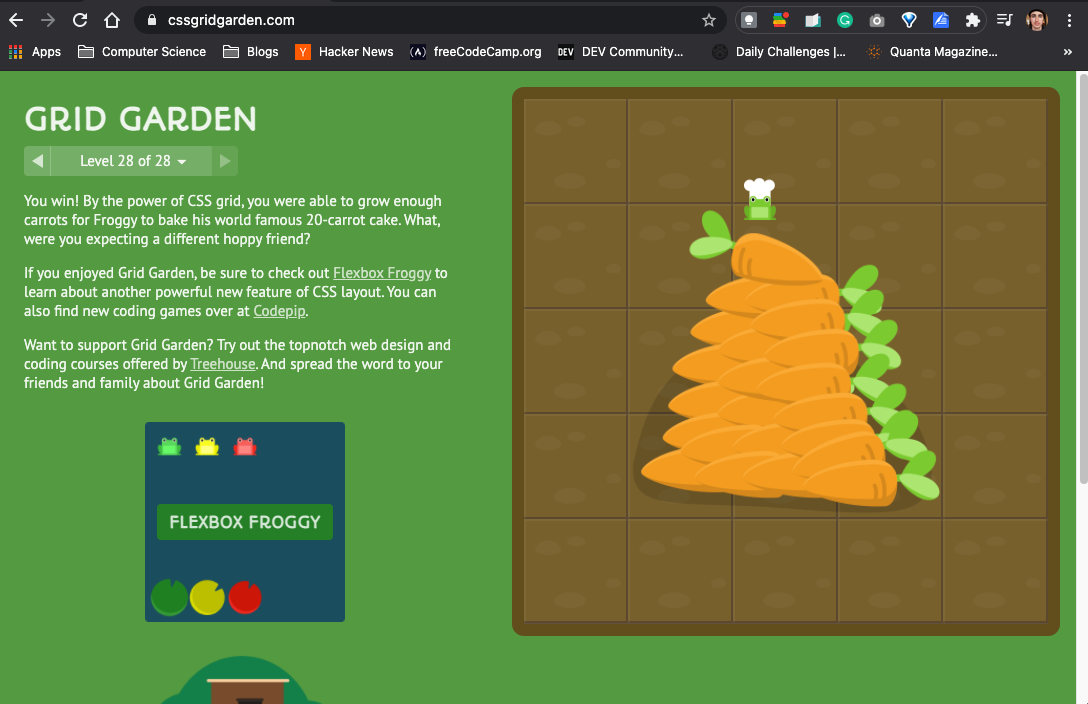 cssgridgarden.com
Apps Computer Science Blogs Y Hacker News (A) freeCodeCamp.org DEV DEV Community... Daily Challenges |... Quanta Magazine... »
GRID GARDEN
Level 28 of 28
You win! By the power of CSS grid, you were able to grow enough
carrots for Froggy to bake his world famous 20-carrot cake. What,
were you expecting a different hoppy friend?
If you enjoyed Grid Garden, be sure to check out Flexbox Froggy to
learn about another powerful new feature of CSS layout. You can
also find new coding games over at Codepip.
Want to support Grid Garden? Try out the topnotch web design and
coding courses offered by Treehouse. And spread the word to your
friends and family about Grid Garden!
FLEXBOX FROGGY